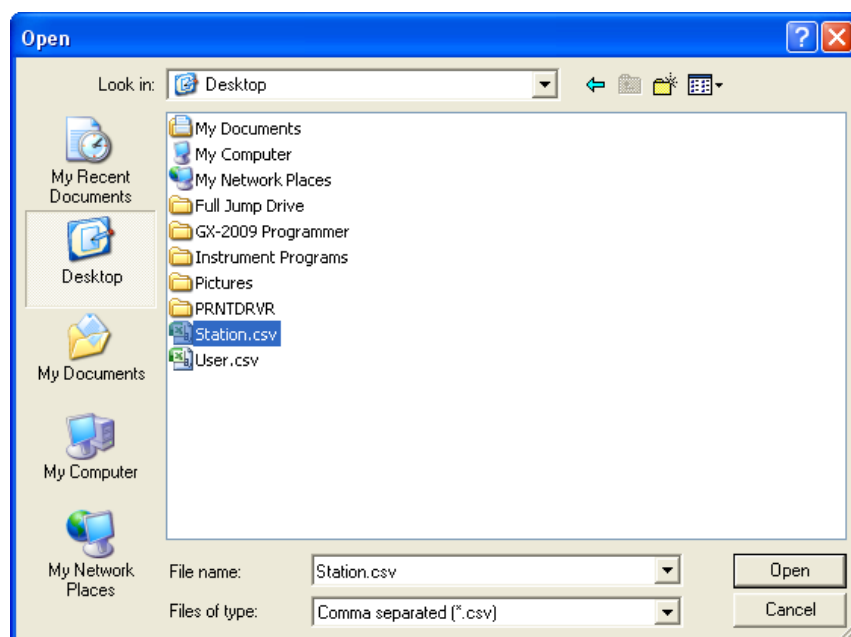 Open
Look in: Desktop
My Recent
Documents
Desktop
My Documents
My Computer
My Network
Places
My Documents
My Computer
My Network Places
Full Jump Drive
GX-2009 Programmer
Instrument Programs
Pictures
PRNTDRVR
Station.csv
User.csv
File name: Station.csv Open
Files of type: Comma separated (*.csv) Cancel